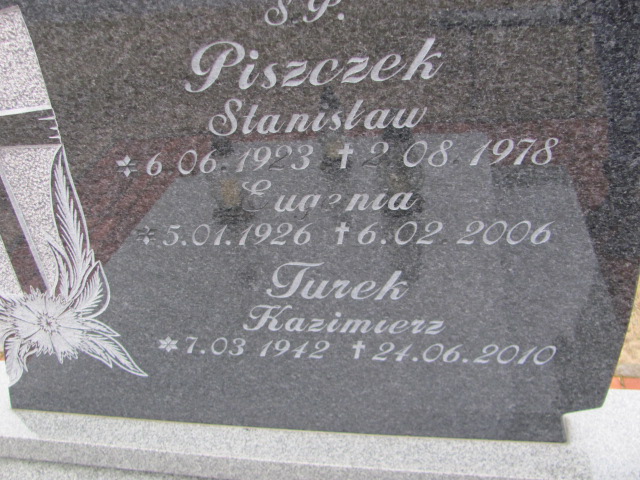 Ś.P.
Piszczek
Stanisław
* 6.06.1923 † 2.08.1978
Eugenia
* 5.01.1926 † 6.02.2006
Turek
Kazimierz
* 7.03.1942 † 24.06.2010